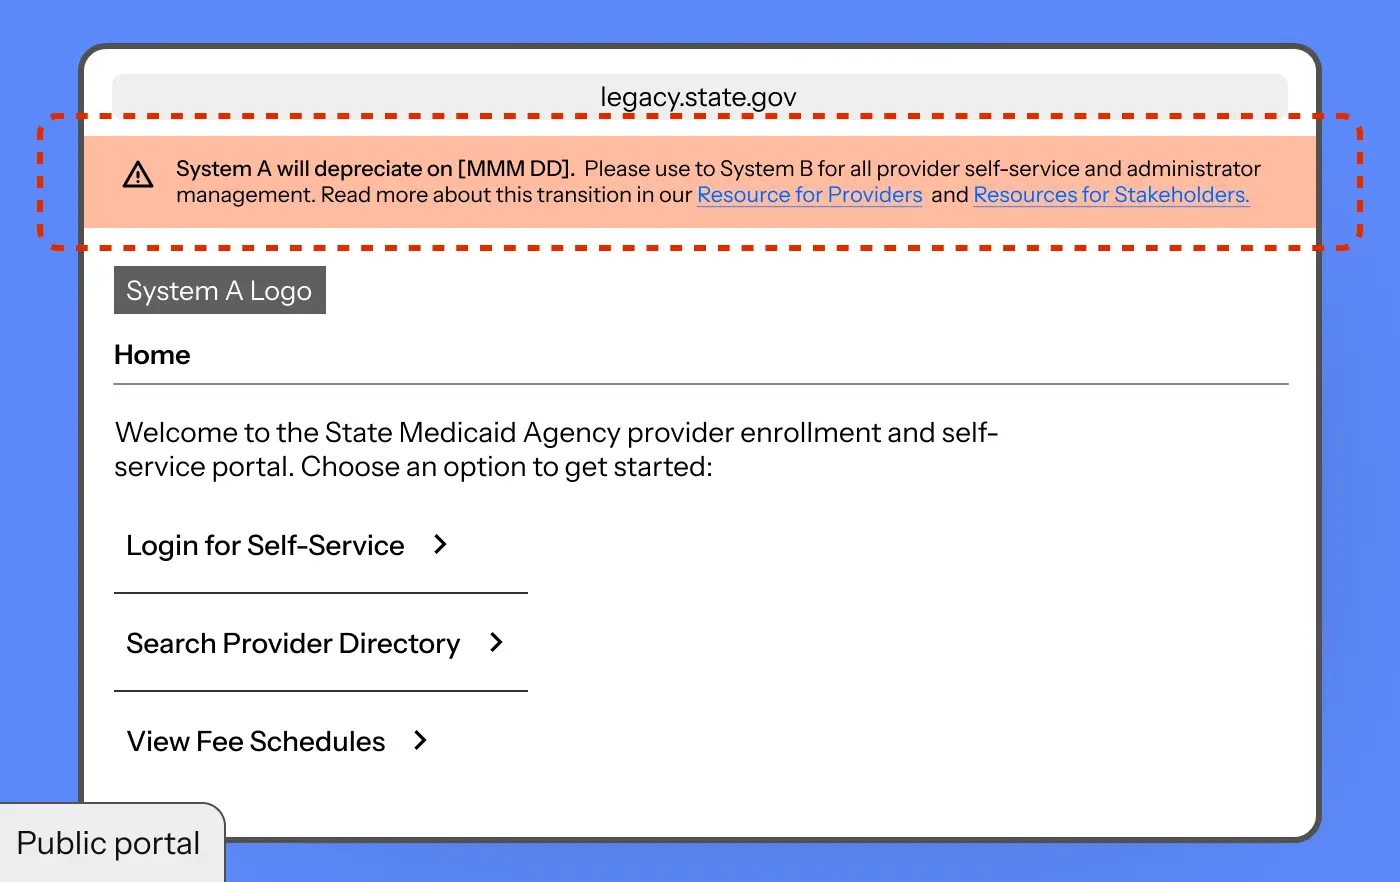 legacy.state.gov
System A will depreciate on [MMM DD]. Please use to System B for all provider self-service and administrator
management. Read more about this transition in our Resource for Providers and Resources for Stakeholders.
System A Logo
Home
Welcome to the State Medicaid Agency provider enrollment and self-
service portal. Choose an option to get started:
Login for Self-Service
Search Provider Directory
View Fee Schedules
Public portal